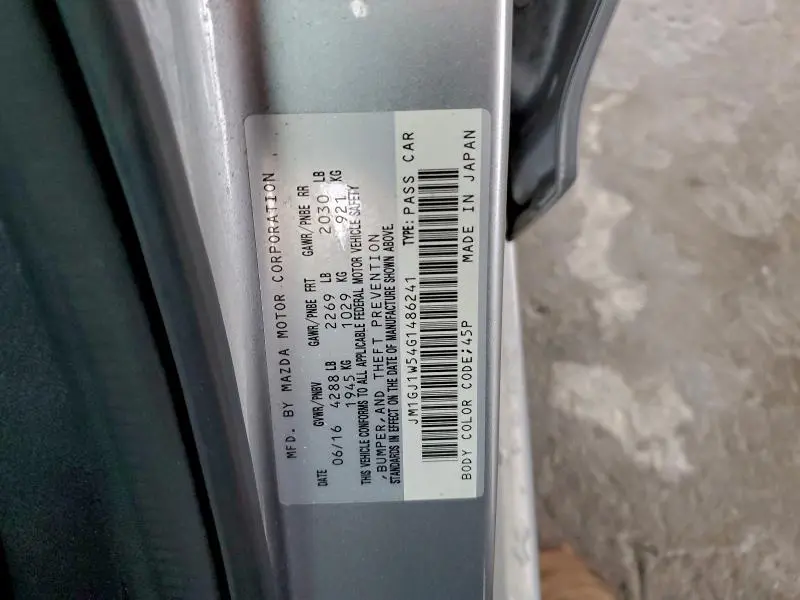 MFD. BY MAZDA MOTOR CORPORATION
DATE GVWR/PNBV GAWR/PNBE FRT GAWR/PNBE RR
06/16 4288 LB 2269 LB 2030 LB
1945 KG 1029 KG 921 KG
THIS VEHICLE CONFORMS TO ALL APPLICABLE FEDERAL MOTOR VEHICLE SAFETY
,BUMPER,AND THEFT PREVENTION
STANDARDS IN EFFECT ON THE DATE OF MANUFACTURE SHOWN ABOVE.
JM1GJ1W54G1486241 TYPE: PASS CAR
BODY COLOR CODE;45P MADE IN JAPAN